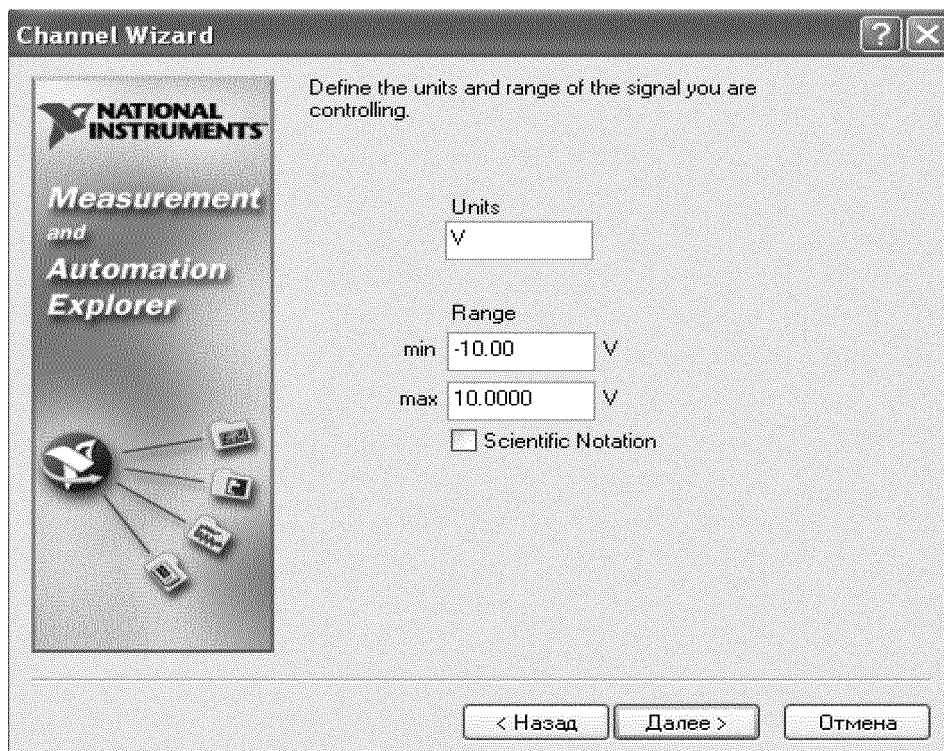 Channel Wizard
NATIONAL
INSTRUMENTS
Measurement
and
Automation
Explorer
Define the units and range of the signal you are
controlling.
Units
V
Range
min -10.00 V
max 10.0000 V
Scientific Notation
< Назад Далее > Отмена